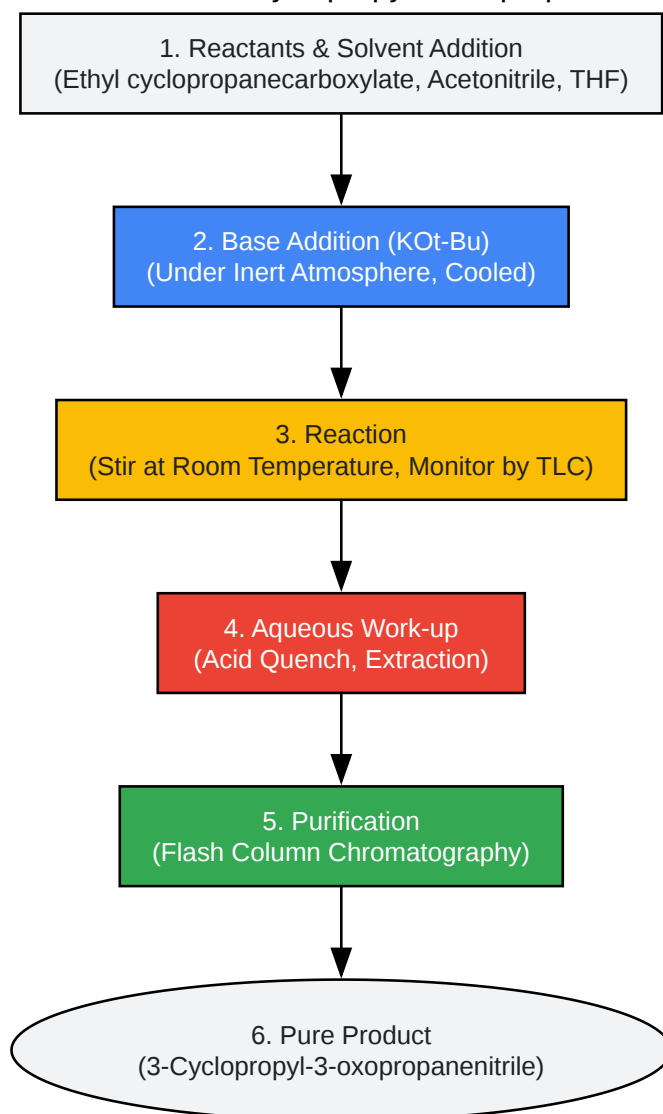 1. Reactants & Solvent Addition
(Ethyl cyclopropanecarboxylate, Acetonitrile, THF)
2. Base Addition (KOt-Bu)
(Under Inert Atmosphere, Cooled)
3. Reaction
(Stir at Room Temperature, Monitor by TLC)
4. Aqueous Work-up
(Acid Quench, Extraction)
5. Purification
(Flash Column Chromatography)
6. Pure Product
(3-Cyclopropyl-3-oxopropanenitrile)